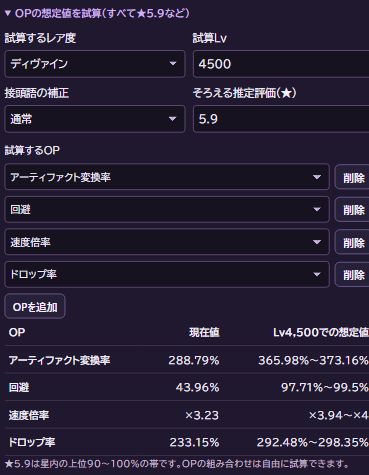 ▼ OPの想定値を試算(すべて★5.9など)
試算するレア度 試算Lv
ディヴァイン 4500
接頭語の補正 そろえる推定評価(★)
通常 5.9
試算するOP
アーティファクト変換率 削除
回避 削除
速度倍率 削除
ドロップ率 削除
OPを追加
OP 現在値 Lv4,500での想定値
アーティファクト変換率 288.79% 365.98%〜373.16%
回避 43.96% 97.71%〜99.5%
速度倍率 ×3.23 ×3.94〜×4
ドロップ率 233.15% 292.48%〜298.35%
★5.9は星内の上位90〜100%の帯です。OPの組み合わせは自由に試算できます。